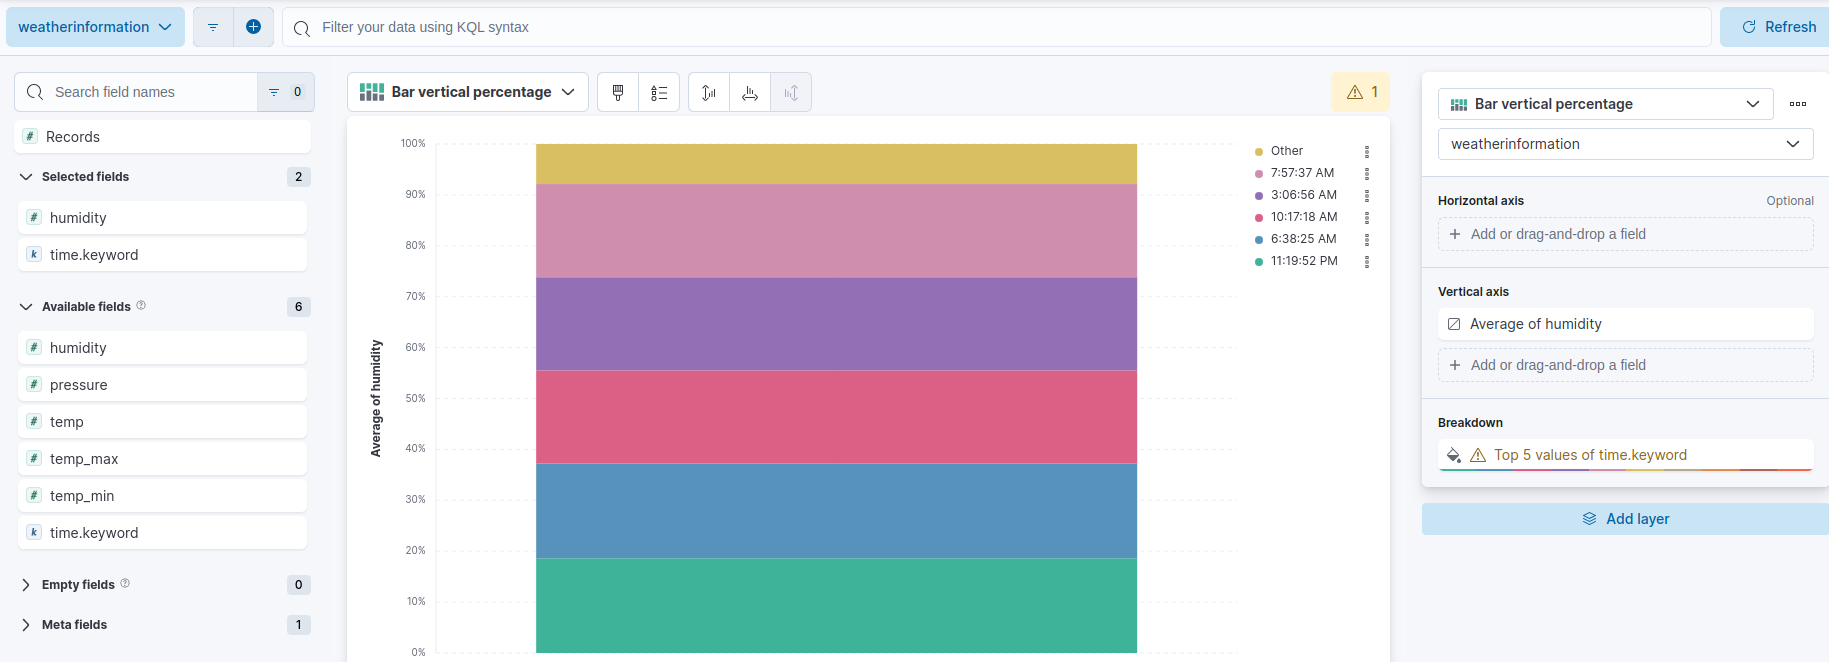 weatherinformation
Filter your data using KQL syntax
Refresh
Search field names
0
# Records
Selected fields 2
# humidity
k time.keyword
Available fields 6
# humidity
# pressure
# temp
# temp_max
# temp_min
k time.keyword
Empty fields 0
Meta fields 1
Bar vertical percentage
1
Average of humidity
100%
90%
80%
70%
60%
50%
40%
30%
20%
10%
0%
Other
7:57:37 AM
3:06:56 AM
10:17:18 AM
6:38:25 AM
11:19:52 PM
Bar vertical percentage
weatherinformation
Horizontal axis Optional
Add or drag-and-drop a field
Vertical axis
Average of humidity
Add or drag-and-drop a field
Breakdown
Top 5 values of time.keyword
Add layer